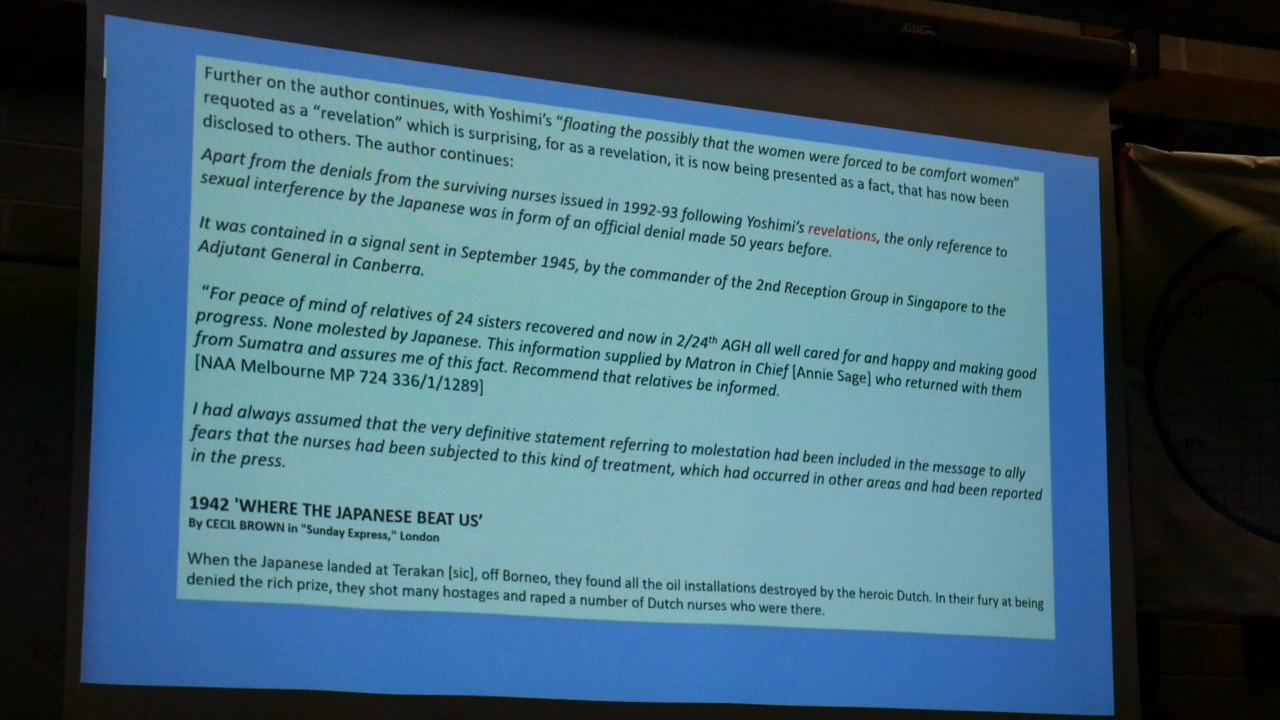 Further on the author continues, with Yoshimi's "floating the possibly that the women were forced to be comfort women"
requoted as a "revelation" which is surprising, for as a revelation, it is now being presented as a fact, that has now been
disclosed to others. The author continues:
Apart from the denials from the surviving nurses issued in 1992-93 following Yoshimi's revelations, the only reference to
sexual interference by the Japanese was in form of an official denial made 50 years before.
It was contained in a signal sent in September 1945, by the commander of the 2nd Reception Group in Singapore to the
Adjutant General in Canberra.
"For peace of mind of relatives of 24 sisters recovered and now in 2/24th AGH all well cared for and happy and making good
progress. None molested by Japanese. This information supplied by Matron in Chief [Annie Sage] who returned with them
from Sumatra and assures me of this fact. Recommend that relatives be informed.
[NAA Melbourne MP 724 336/1/1289]
I had always assumed that the very definitive statement referring to molestation had been included in the message to ally
fears that the nurses had been subjected to this kind of treatment, which had occurred in other areas and had been reported
in the press.
1942 'WHERE THE JAPANESE BEAT US'
By CECIL BROWN in "Sunday Express," London
When the Japanese landed at Terakan [sic], off Borneo, they found all the oil installations destroyed by the heroic Dutch. In their fury at being
denied the rich prize, they shot many hostages and raped a number of Dutch nurses who were there.